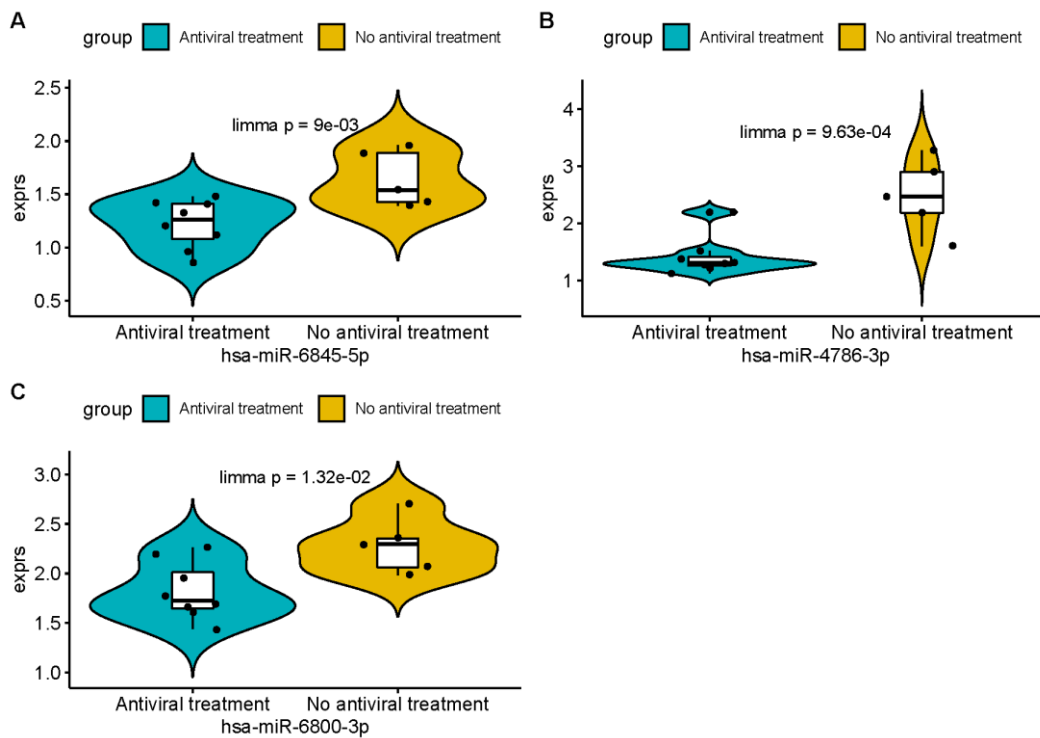 A
group Antiviral treatment No antiviral treatment
2.5
2.0
1.5
1.0
0.5
exprs
limma p = 9e-03
Antiviral treatment No antiviral treatment
hsa-miR-6845-5p
B
group Antiviral treatment No antiviral treatment
4
3
2
1
exprs
limma p = 9.63e-04
Antiviral treatment No antiviral treatment
hsa-miR-4786-3p
C
group Antiviral treatment No antiviral treatment
3.0
2.5
2.0
1.5
1.0
exprs
limma p = 1.32e-02
Antiviral treatment No antiviral treatment
hsa-miR-6800-3p